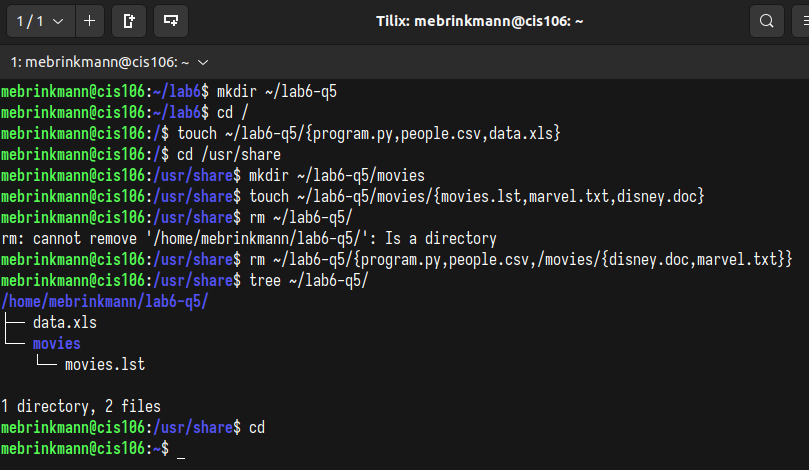 1 / 1
Tilix: mebrinkmann@cis106: ~
1: mebrinkmann@cis106: ~
mebrinkmann@cis106:~/lab6$ mkdir ~/lab6-q5
mebrinkmann@cis106:~/lab6$ cd /
mebrinkmann@cis106:/$ touch ~/lab6-q5/{program.py,people.csv,data.xls}
mebrinkmann@cis106:/$ cd /usr/share
mebrinkmann@cis106:/usr/share$ mkdir ~/lab6-q5/movies
mebrinkmann@cis106:/usr/share$ touch ~/lab6-q5/movies/{movies.lst,marvel.txt,disney.doc}
mebrinkmann@cis106:/usr/share$ rm ~/lab6-q5/
rm: cannot remove '/home/mebrinkmann/lab6-q5/': Is a directory
mebrinkmann@cis106:/usr/share$ rm ~/lab6-q5/{program.py,people.csv,/movies/{disney.doc,marvel.txt}}
mebrinkmann@cis106:/usr/share$ tree ~/lab6-q5/
/home/mebrinkmann/lab6-q5/
├── data.xls
└── movies
    └── movies.lst
1 directory, 2 files
mebrinkmann@cis106:/usr/share$ cd
mebrinkmann@cis106:~$ _